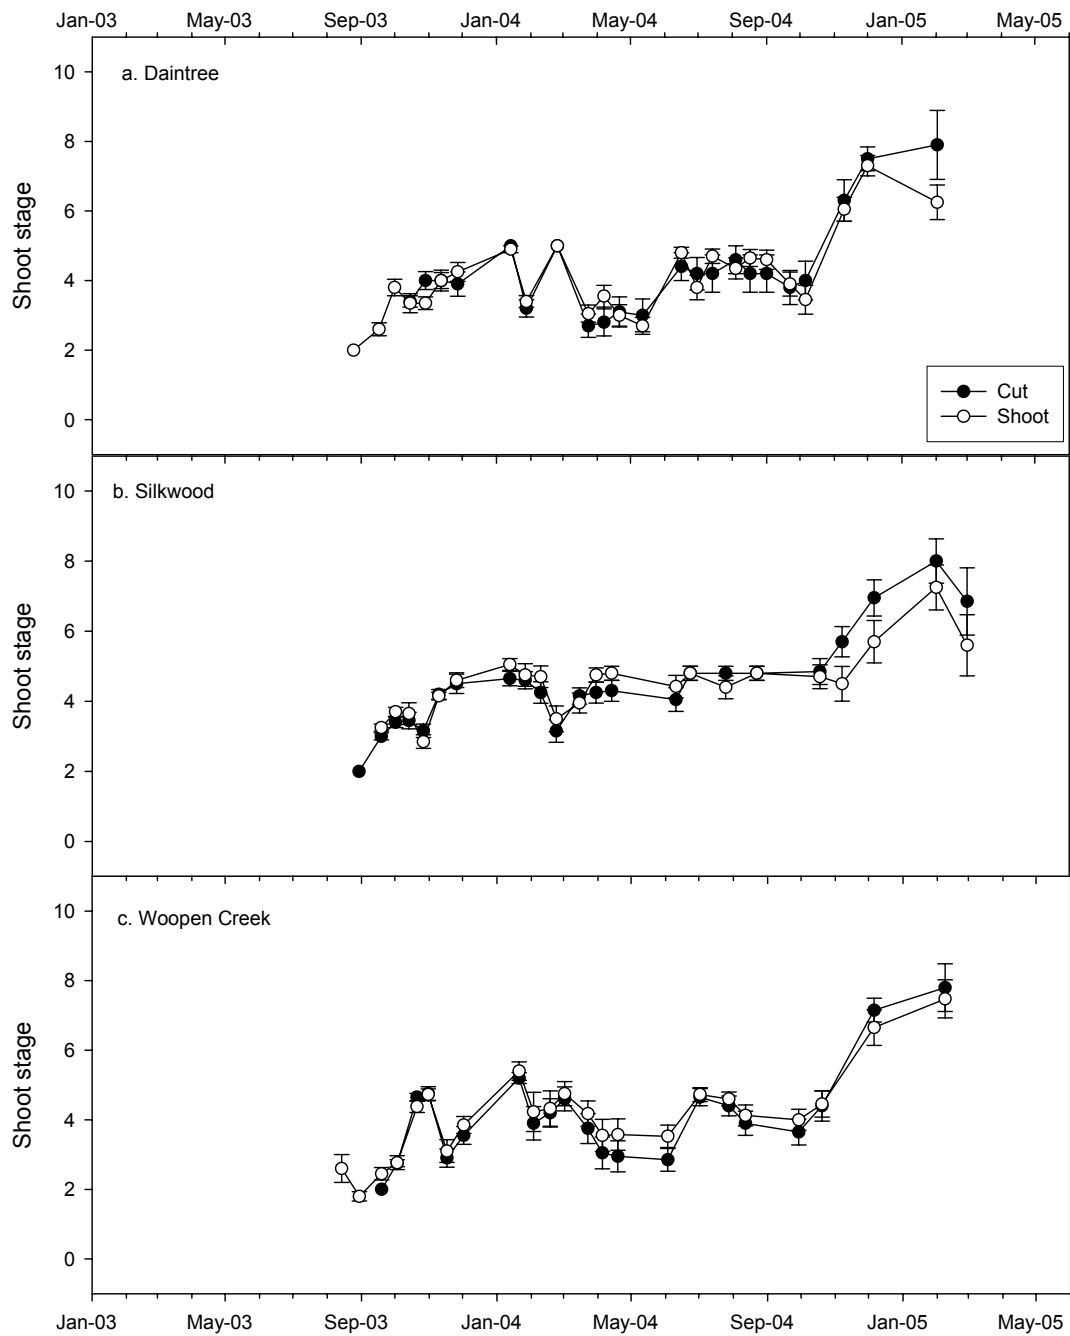 Jan-03 May-03 Sep-03 Jan-04 May-04 Sep-04 Jan-05 May-05
a. Daintree
10
8
6
4
2
0
Shoot stage
Cut
Shoot
b. Silkwood
10
8
6
4
2
0
Shoot stage
c. Woopen Creek
10
8
6
4
2
0
Shoot stage
Jan-03 May-03 Sep-03 Jan-04 May-04 Sep-04 Jan-05 May-05